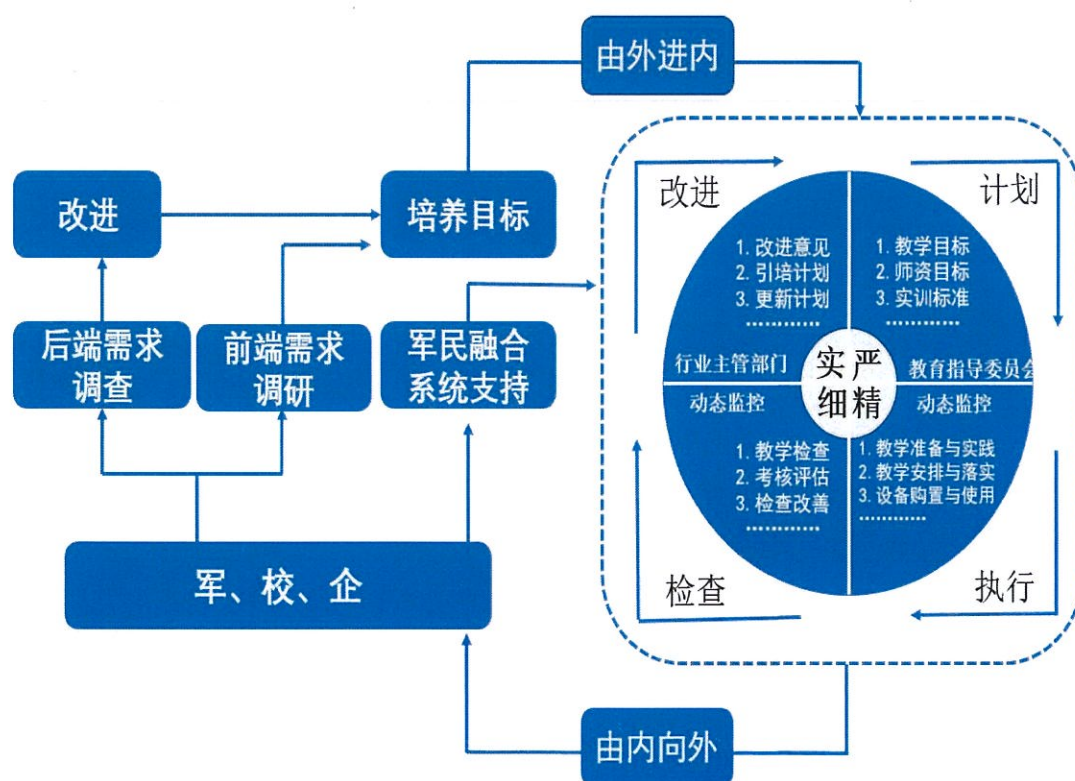 由外进内
改进
培养目标
后端需求
调查
前端需求
调研
军民融合
系统支持
军、校、企
由内向外
改进
计划
1. 改进意见
2. 引培计划
3. 更新计划
…………
1. 教学目标
2. 师资目标
3. 实训标准
…………
行业主管部门
教育指导委员会
实严
细精
动态监控
动态监控
1. 教学检查
2. 考核评估
3. 检查改善
…………
1. 教学准备与实践
2. 教学安排与落实
3. 设备购置与使用
…………
检查
执行